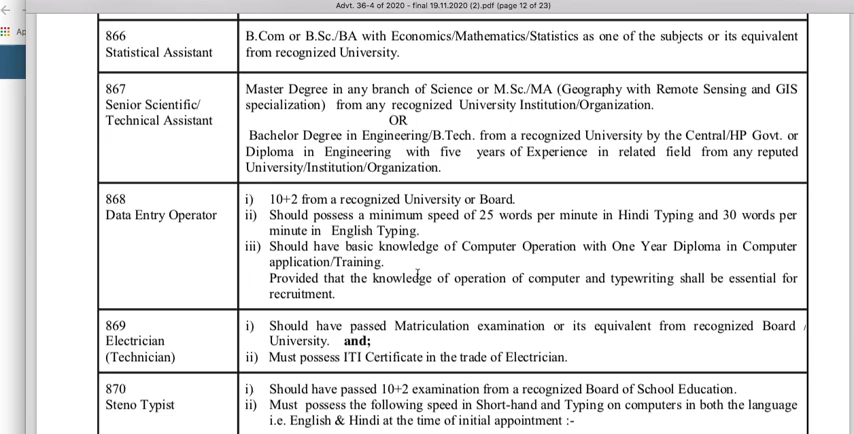 Advt. 36-4 of 2020 - final 19.11.2020 (2).pdf (page 12 of 23)
Ap
866
Statistical Assistant
B.Com or B.Sc./BA with Economics/Mathematics/Statistics as one of the subjects or its equivalent
from recognized University.
867
Senior Scientific/
Technical Assistant
Master Degree in any branch of Science or M.Sc./MA (Geography with Remote Sensing and GIS
specialization) from any recognized University Institution/Organization.
OR
Bachelor Degree in Engineering/B.Tech. from a recognized University by the Central/HP Govt. or
Diploma in Engineering with five years of Experience in related field from any reputed
University/Institution/Organization.
868
Data Entry Operator
i) 10+2 from a recognized University or Board.
ii) Should possess a minimum speed of 25 words per minute in Hindi Typing and 30 words per
minute in English Typing.
iii) Should have basic knowledge of Computer Operation with One Year Diploma in Computer
application/Training.
Provided that the knowledge of operation of computer and typewriting shall be essential for
recruitment.
869
Electrician
(Technician)
i) Should have passed Matriculation examination or its equivalent from recognized Board /
University. and;
ii) Must possess ITI Certificate in the trade of Electrician.
870
Steno Typist
i) Should have passed 10+2 examination from a recognized Board of School Education.
ii) Must possess the following speed in Short-hand and Typing on computers in both the language
i.e. English & Hindi at the time of initial appointment :-